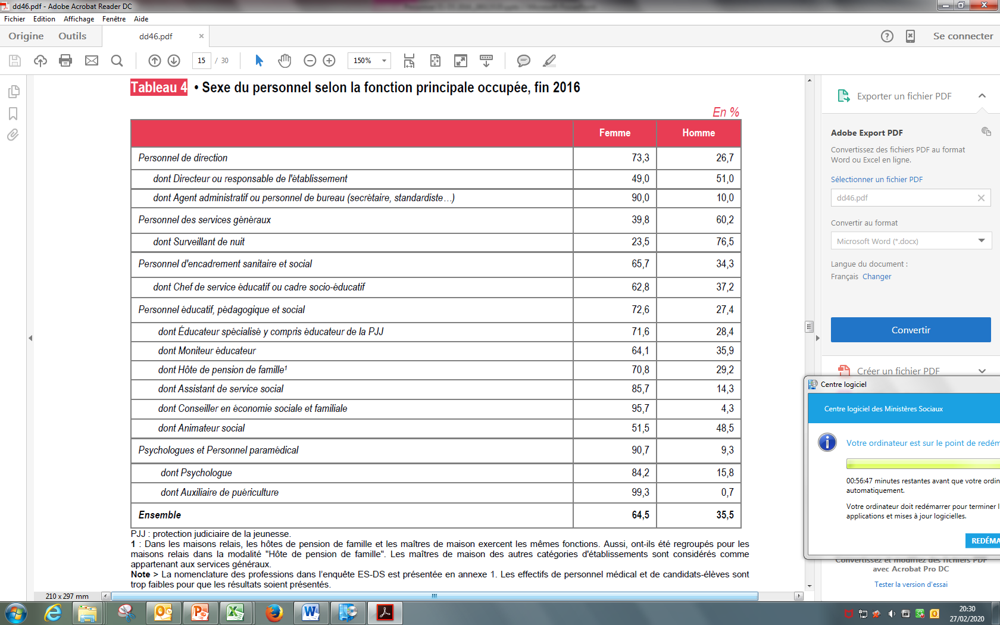 dd46.pdf - Adobe Acrobat Reader DC
Fichier Edition Affichage Fenêtre Aide
Origine Outils dd46.pdf × ? Se connecter
15 / 30 150%
Tableau 4 • Sexe du personnel selon la fonction principale occupée, fin 2016
En %
Femme Homme
Personnel de direction 73,3 26,7
dont Directeur ou responsable de l'établissement 49,0 51,0
dont Agent administratif ou personnel de bureau (secrétaire, standardiste…) 90,0 10,0
Personnel des services généraux 39,8 60,2
dont Surveillant de nuit 23,5 76,5
Personnel d'encadrement sanitaire et social 65,7 34,3
dont Chef de service éducatif ou cadre socio-éducatif 62,8 37,2
Personnel éducatif, pédagogique et social 72,6 27,4
dont Éducateur spécialisé y compris éducateur de la PJJ 71,6 28,4
dont Moniteur éducateur 64,1 35,9
dont Hôte de pension de famille¹ 70,8 29,2
dont Assistant de service social 85,7 14,3
dont Conseiller en économie sociale et familiale 95,7 4,3
dont Animateur social 51,5 48,5
Psychologues et Personnel paramédical 90,7 9,3
dont Psychologue 84,2 15,8
dont Auxiliaire de puériculture 99,3 0,7
Ensemble 64,5 35,5
PJJ : protection judiciaire de la jeunesse.
1 : Dans les maisons relais, les hôtes de pension de famille et les maîtres de maison exercent les mêmes fonctions. Aussi, ont-ils été regroupés pour les
maisons relais dans la modalité "Hôte de pension de famille". Les maîtres de maison des autres catégories d'établissements sont considérés comme
appartenant aux services généraux.
Note > La nomenclature des professions dans l'enquête ES-DS est présentée en annexe 1. Les effectifs de personnel médical et de candidats-élèves sont
trop faibles pour que les résultats soient présentés.
210 x 297 mm
Exporter un fichier PDF
Adobe Export PDF
Convertissez des fichiers PDF au format
Word ou Excel en ligne.
Sélectionner un fichier PDF
dd46.pdf
Convertir au format
Microsoft Word (*.docx)
Langue du document :
Français Changer
Convertir
Créer un fichier PDF
Centre logiciel
Centre logiciel des Ministères Sociaux
Votre ordinateur est sur le point de redém
00:56:47 minutes restantes avant que votre ordin
automatiquement.
Votre ordinateur doit redémarrer pour terminer l
applications et mises à jour logicielles.
REDÉMA
Convertissez et modifiez des fichiers PDF
avec Acrobat Pro DC
Tester la version d'essai
20:30
27/02/2020